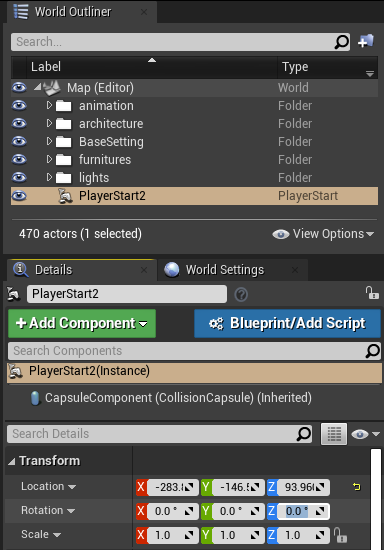 World Outliner
Search...
Label Type
Map (Editor) World
animation Folder
architecture Folder
BaseSetting Folder
furnitures Folder
lights Folder
PlayerStart2 PlayerStart
470 actors (1 selected) View Options
Details World Settings
PlayerStart2
+ Add Component Blueprint/Add Script
Search Components
PlayerStart2(Instance)
CapsuleComponent (CollisionCapsule) (Inherited)
Search Details
Transform
Location X -283. Y -146. Z 93.96
Rotation X 0.0 ° Y 0.0 ° Z 0.0 °
Scale X 1.0 Y 1.0 Z 1.0